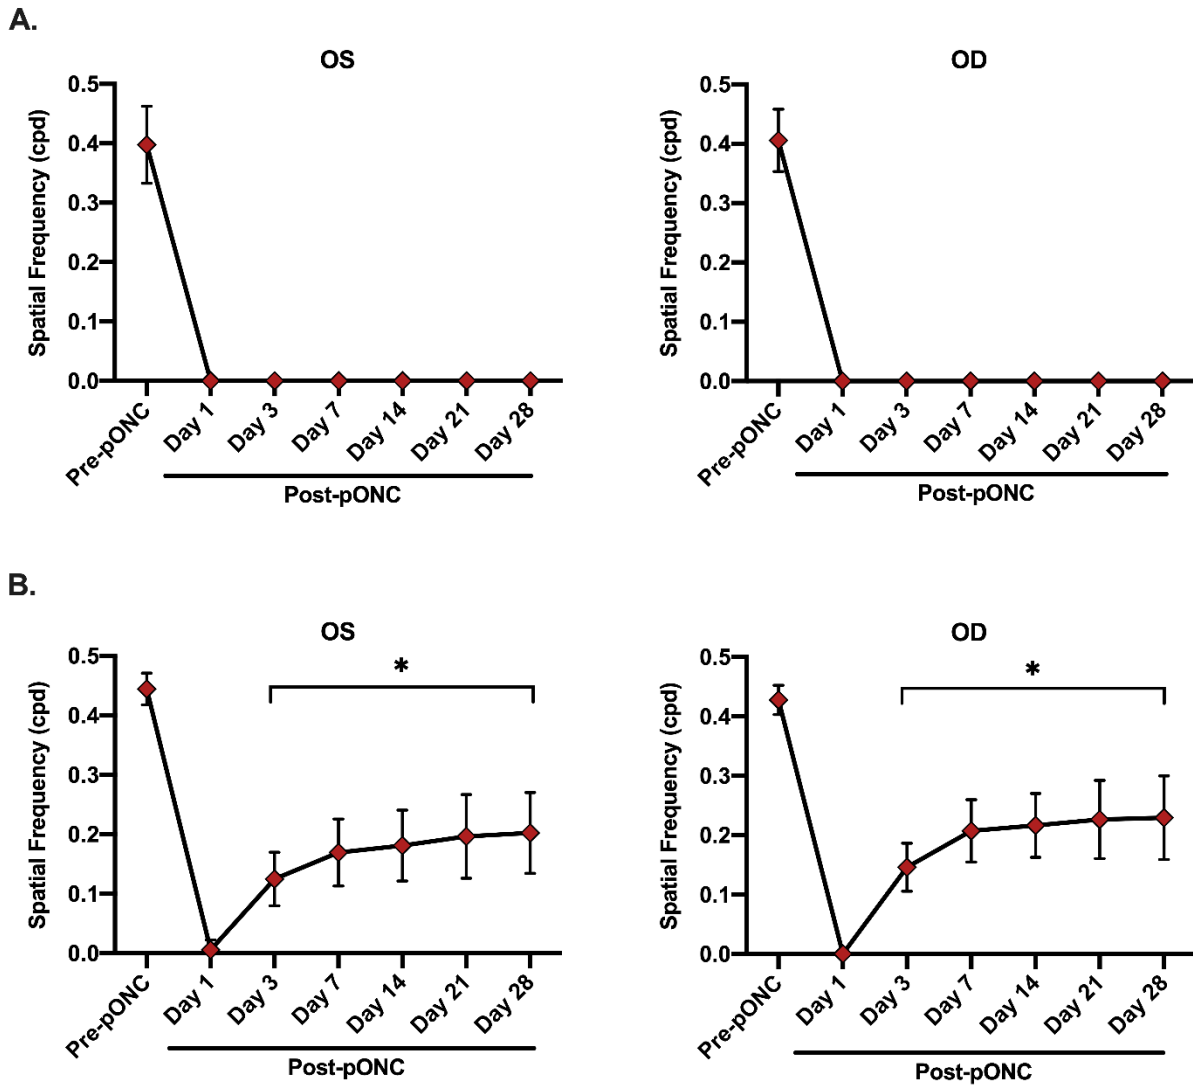 A.
OS
Spatial Frequency (cpd)
0.5
0.4
0.3
0.2
0.1
0.0
Pre-pONC
Day 1
Day 3
Day 7
Day 14
Day 21
Day 28
Post-pONC
OD
Spatial Frequency (cpd)
0.5
0.4
0.3
0.2
0.1
0.0
Pre-pONC
Day 1
Day 3
Day 7
Day 14
Day 21
Day 28
Post-pONC
B.
OS
*
Spatial Frequency (cpd)
0.5
0.4
0.3
0.2
0.1
0.0
Pre-pONC
Day 1
Day 3
Day 7
Day 14
Day 21
Day 28
Post-pONC
OD
*
Spatial Frequency (cpd)
0.5
0.4
0.3
0.2
0.1
0.0
Pre-pONC
Day 1
Day 3
Day 7
Day 14
Day 21
Day 28
Post-pONC